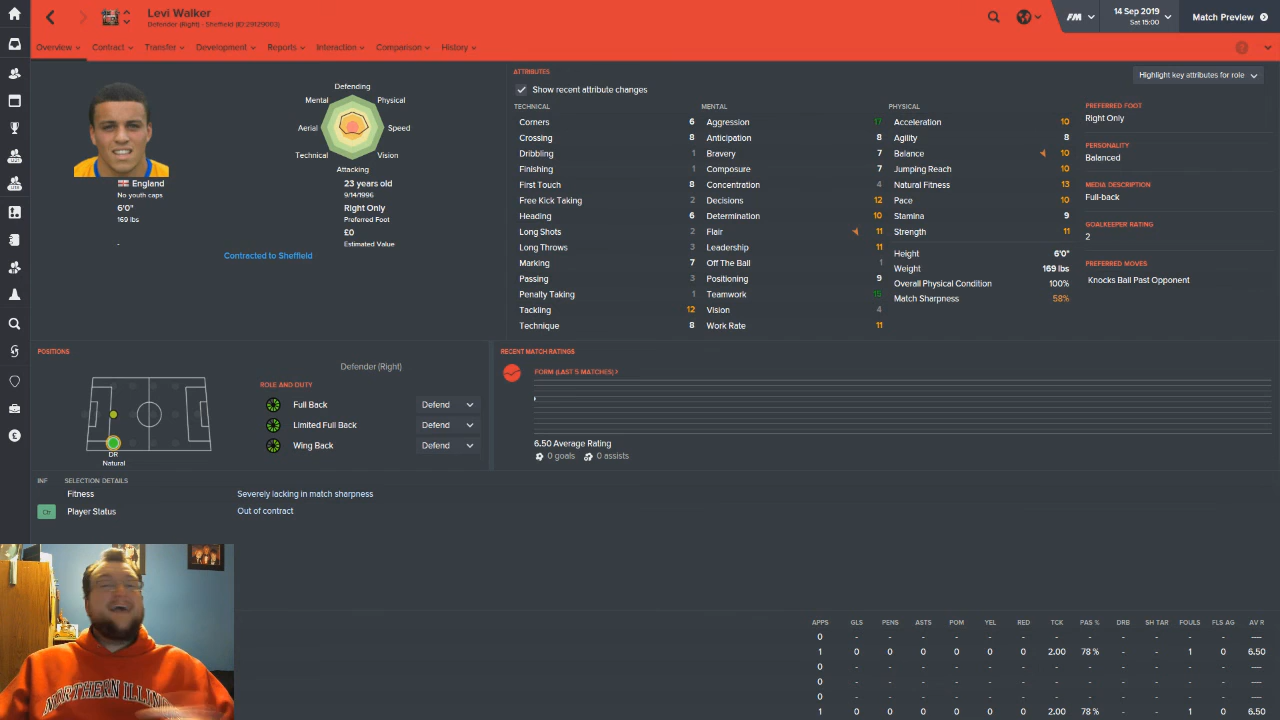 Levi Walker
Defender (Right) - Sheffield (ID:29129003)
FM
14 Sep 2019
Sat 15:00
Match Preview
Overview
Contract
Transfer
Development
Reports
Interaction
Comparison
History
Defending
Mental
Physical
Aerial
Speed
Technical
Vision
Attacking
England
No youth caps
6'0"
169 lbs
-
23 years old
9/14/1996
Right Only
Preferred Foot
£0
Estimated Value
Contracted to Sheffield
ATTRIBUTES
Highlight key attributes for role
Show recent attribute changes
TECHNICAL
Corners 6
Crossing 8
Dribbling 1
Finishing 1
First Touch 8
Free Kick Taking 2
Heading 6
Long Shots 2
Long Throws 3
Marking 7
Passing 3
Penalty Taking 1
Tackling 12
Technique 8
MENTAL
Aggression 17
Anticipation 8
Bravery 7
Composure 7
Concentration 4
Decisions 12
Determination 10
Flair 11
Leadership 11
Off The Ball 1
Positioning 9
Teamwork
Vision 4
Work Rate 11
PHYSICAL
Acceleration 10
Agility 8
Balance 10
Jumping Reach 10
Natural Fitness 13
Pace 10
Stamina 9
Strength 11
Height 6'0"
Weight 169 lbs
Overall Physical Condition 100%
Match Sharpness 58%
PREFERRED FOOT
Right Only
PERSONALITY
Balanced
MEDIA DESCRIPTION
Full-back
GOALKEEPER RATING
2
PREFERRED MOVES
Knocks Ball Past Opponent
POSITIONS
Defender (Right)
ROLE AND DUTY
Full Back Defend
Limited Full Back Defend
Wing Back Defend
DR
Natural
RECENT MATCH RATINGS
FORM (LAST 5 MATCHES) >
6.50 Average Rating
0 goals 0 assists
INF SELECTION DETAILS
Fitness Severely lacking in match sharpness
Ctr Player Status Out of contract
APPS GLS PENS ASTS POM YEL RED TCK PAS % DRB SH TAR FOULS FLS AG AV R
0 - - - - - - - - - - - - ---
1 0 0 0 0 0 0 2.00 78 % - - 1 0 6.50
0 - - - - - - - - - - - - ---
0 - - - - - - - - - - - - ---
0 - - - - - - - - - - - - ---
1 0 0 0 0 0 0 2.00 78 % - - 1 0 6.50
NORTHERN ILLIN